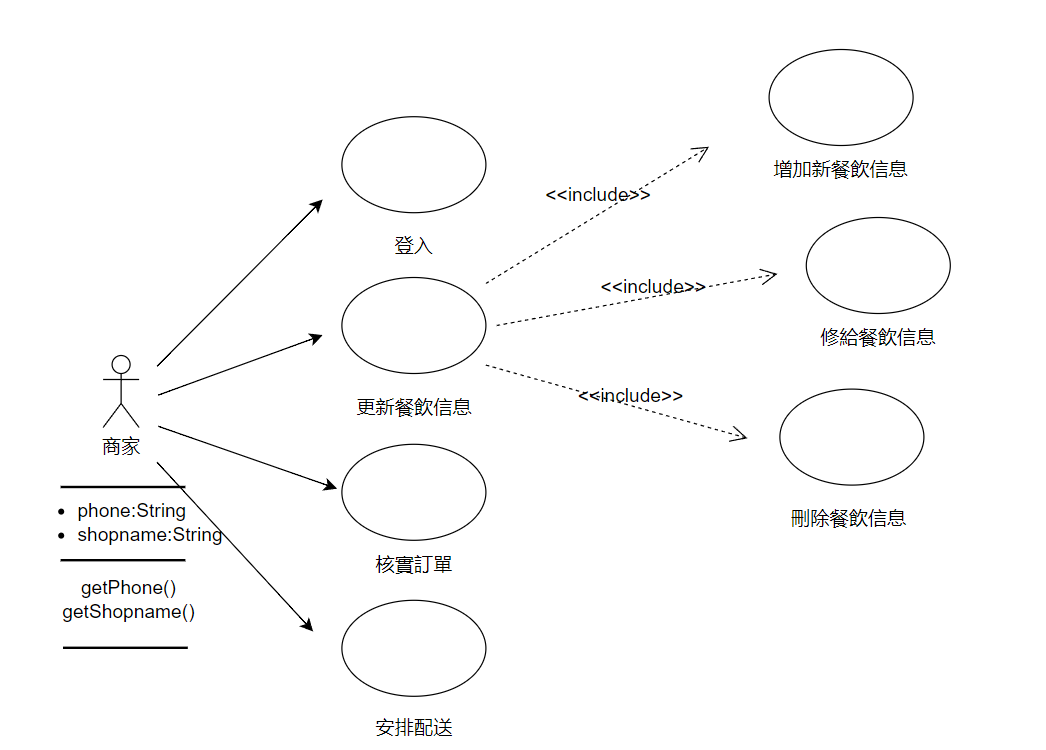 增加新餐飲信息
<<include>>
登入
<<include>>
修給餐飲信息
更新餐飲信息
<<include>>
商家
phone:String
shopname:String
刪除餐飲信息
核實訂單
getPhone()
getShopname()
安排配送